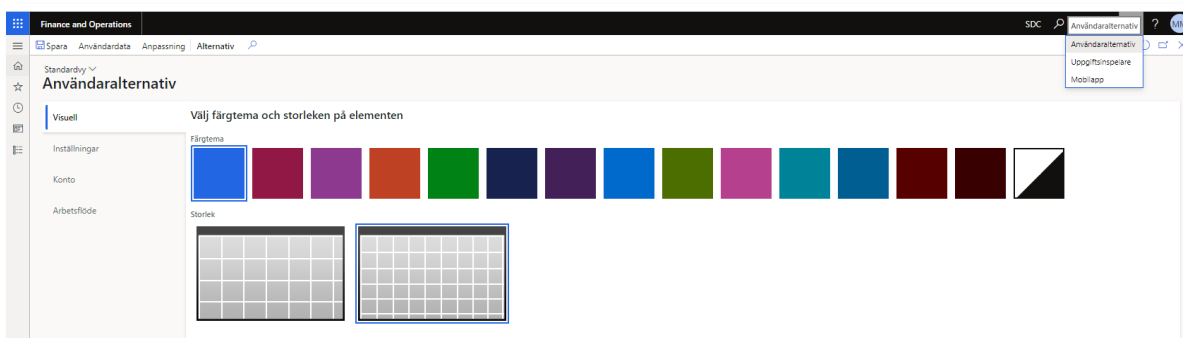 Finance and Operations
SDC
Användaralternativ
?
MM
Spara Användardata Anpassning Alternativ
Användaralternativ
Uppgiftsinspelare
Mobilapp
Standardvy
Användaralternativ
Visuell
Inställningar
Konto
Arbetsflöde
Välj färgtema och storleken på elementen
Färgtema
Storlek